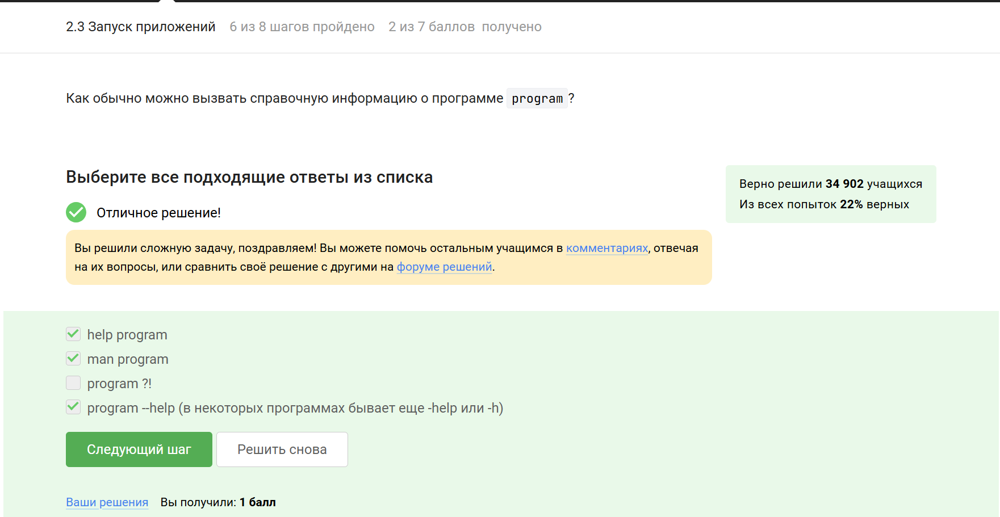 2.3 Запуск приложений 6 из 8 шагов пройдено 2 из 7 баллов получено
Как обычно можно вызвать справочную информацию о программе program?
Выберите все подходящие ответы из списка
Верно решили 34 902 учащихся
Из всех попыток 22% верных
Отличное решение!
Вы решили сложную задачу, поздравляем! Вы можете помочь остальным учащимся в комментариях, отвечая
на их вопросы, или сравнить своё решение с другими на форуме решений.
help program
man program
program ?!
program --help (в некоторых программах бывает еще -help или -h)
Следующий шаг Решить снова
Ваши решения Вы получили: 1 балл